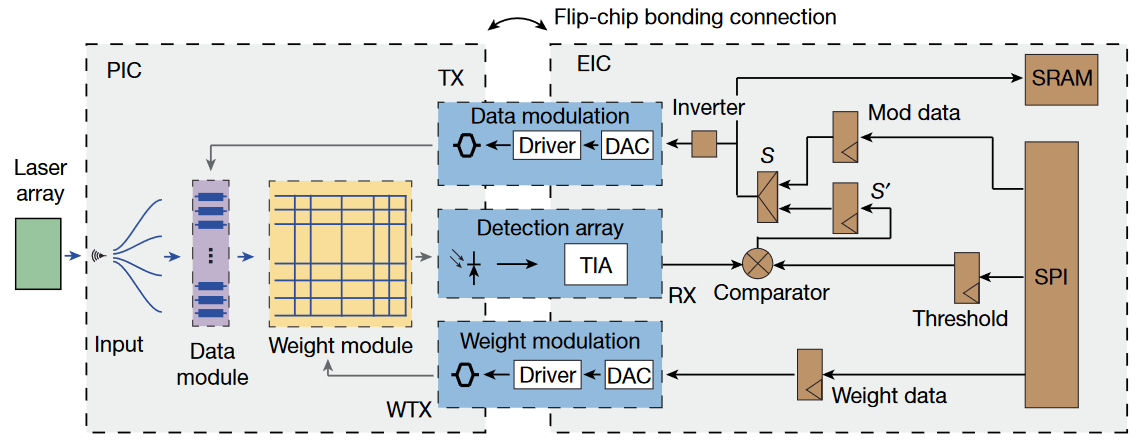 Flip-chip bonding connection
PIC
EIC
TX
SRAM
Data modulation
Inverter
Mod data
Driver
DAC
Laser
array
S
S′
Detection array
TIA
RX
Comparator
SPI
Threshold
Input
Data
module
Weight module
Weight modulation
Driver
DAC
Weight data
WTX